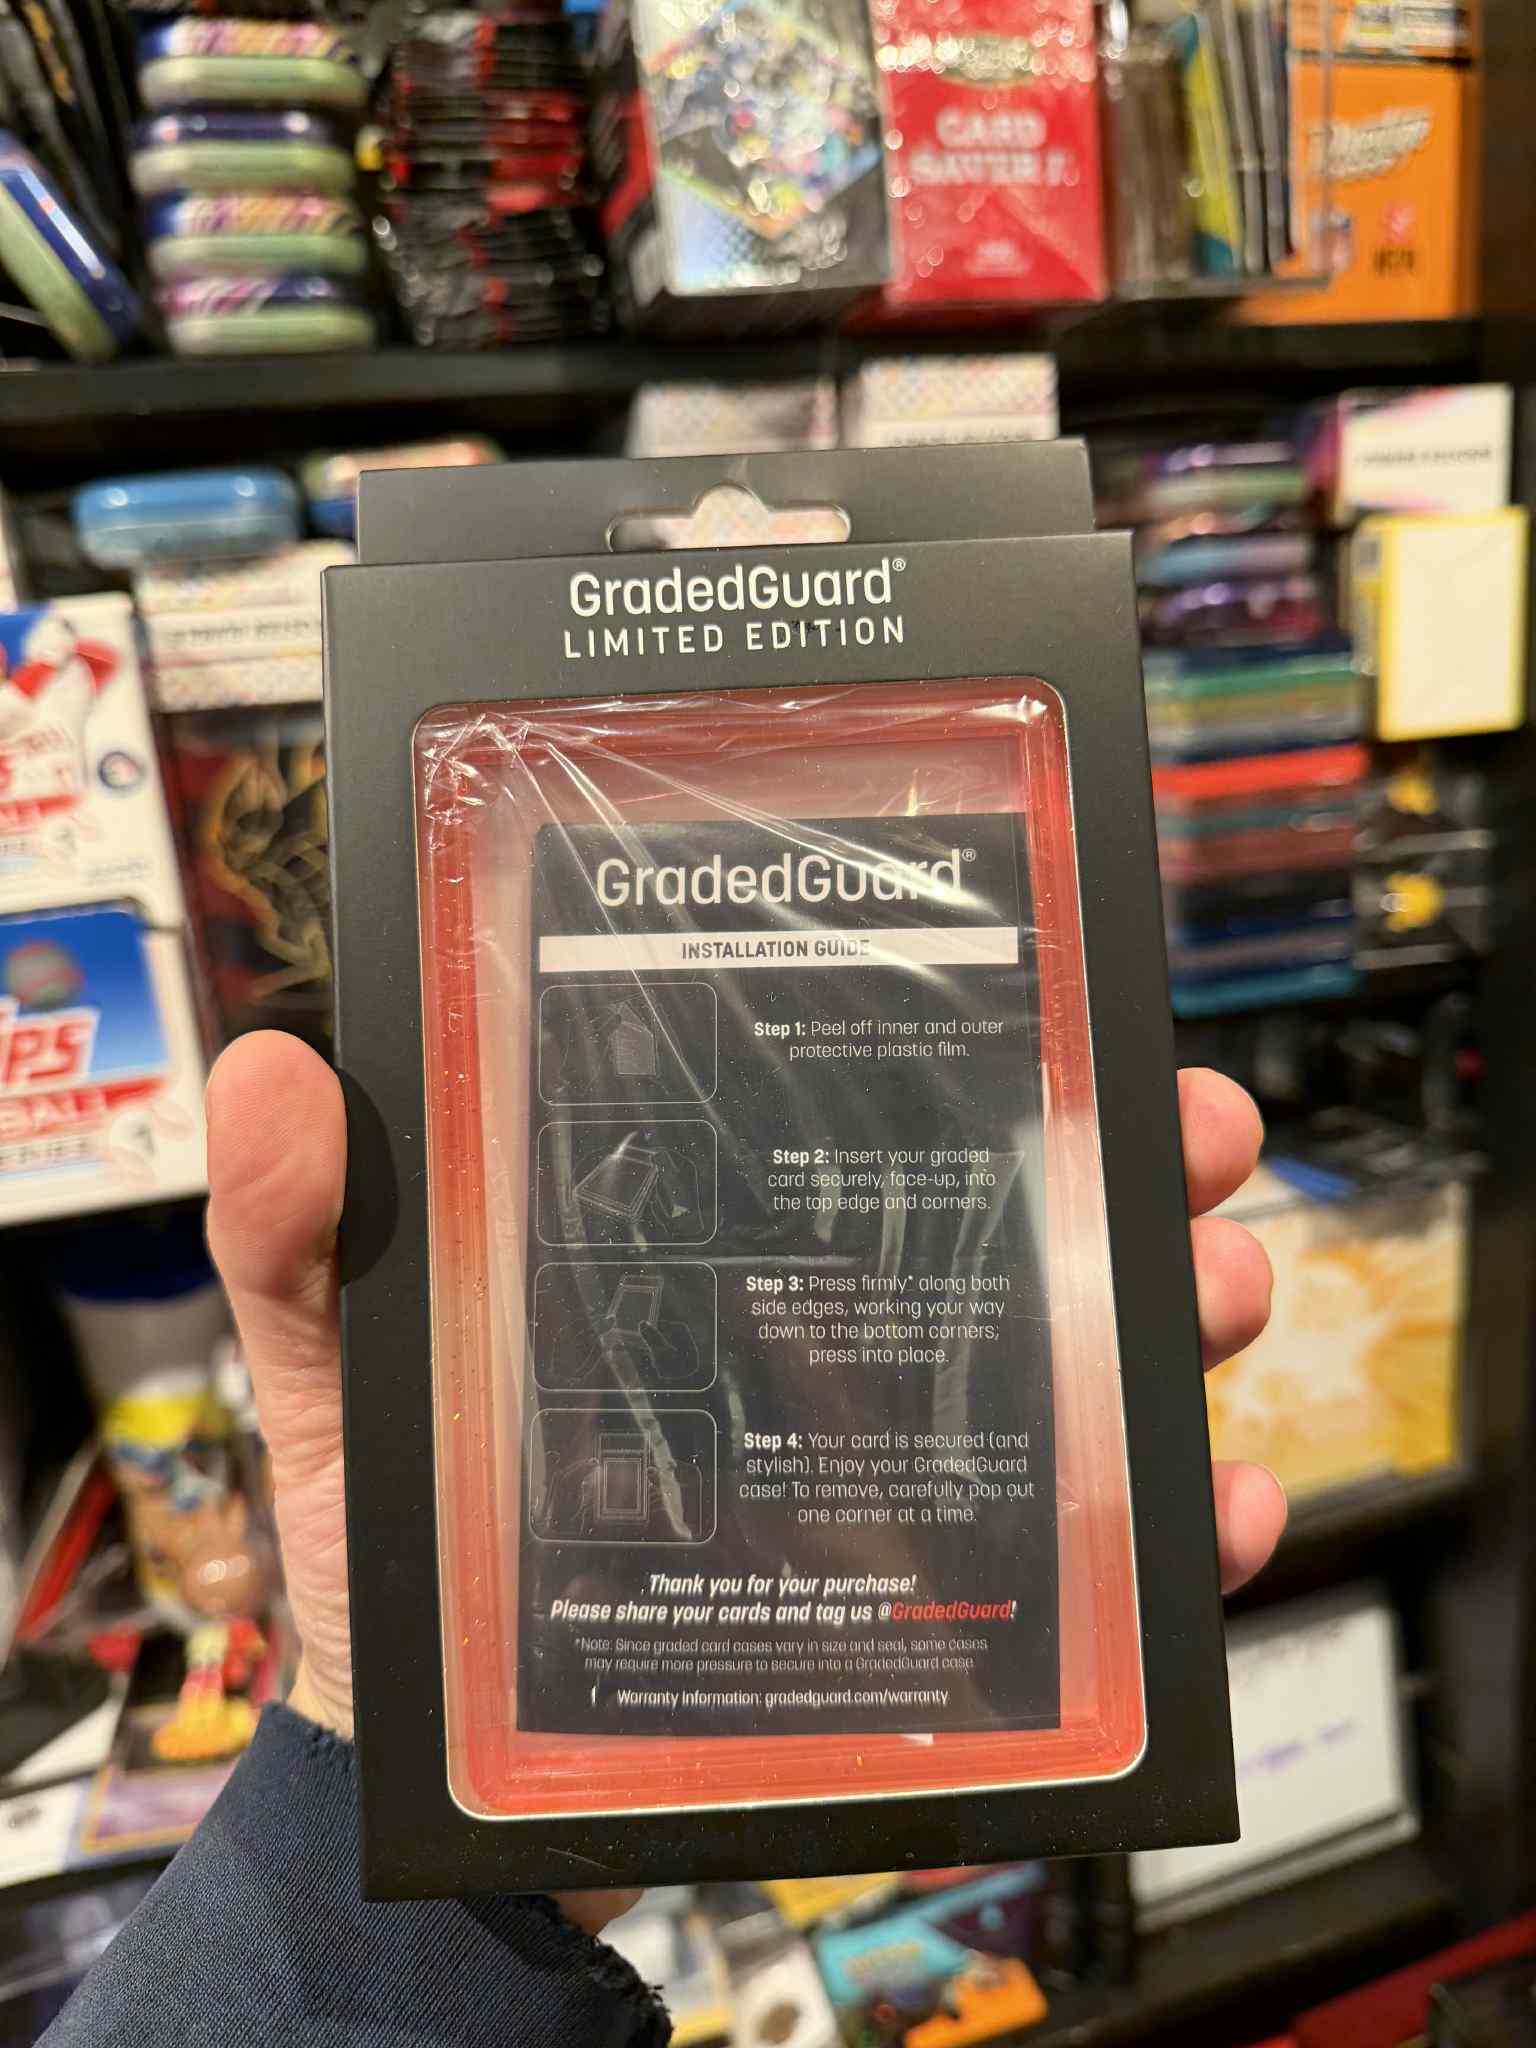 CARD
SAVER I
GradedGuard®
LIMITED EDITION
GradedGuard®
INSTALLATION GUIDE
Step 1: Peel off inner and outer
protective plastic film.
Step 2: Insert your graded
card securely, face-up, into
the top edge and corners.
Step 3: Press firmly* along both
side edges, working your way
down to the bottom corners;
press into place.
Step 4: Your card is secured (and
stylish). Enjoy your GradedGuard
case! To remove, carefully pop out
one corner at a time.
Thank you for your purchase!
Please share your cards and tag us @GradedGuard!
*Note: Since graded card cases vary in size and seal, some cases
may require more pressure to secure into a GradedGuard case.
Warranty Information: gradedguard.com/warranty